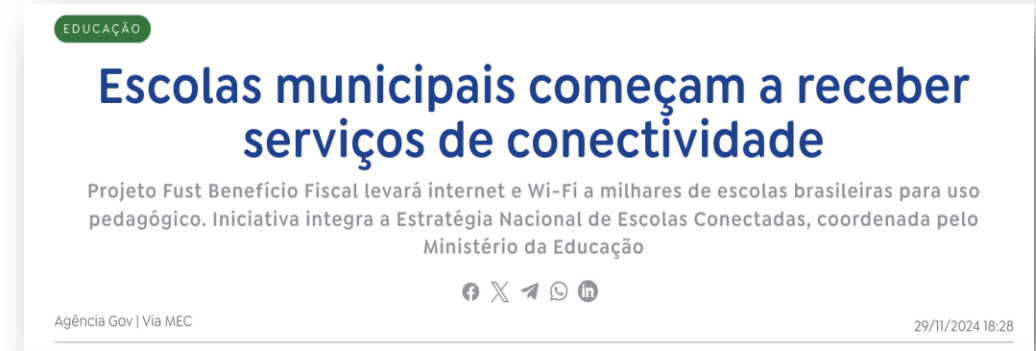 EDUCAÇÃO
Escolas municipais começam a receber
serviços de conectividade
Projeto Fust Benefício Fiscal levará internet e Wi-Fi a milhares de escolas brasileiras para uso
pedagógico. Iniciativa integra a Estratégia Nacional de Escolas Conectadas, coordenada pelo
Ministério da Educação
Agência Gov | Via MEC
29/11/2024 18:28